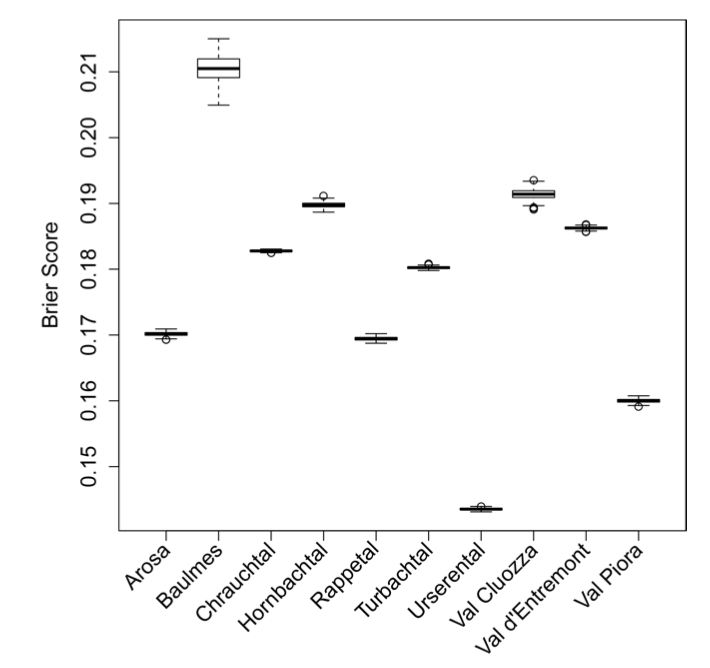 Brier Score
0.21
0.20
0.19
0.18
0.17
0.16
0.15
Arosa
Baulmes
Chrauchtal
Hornbachtal
Rappetal
Turbachtal
Urserental
Val Cluozza
Val d'Entremont
Val Piora